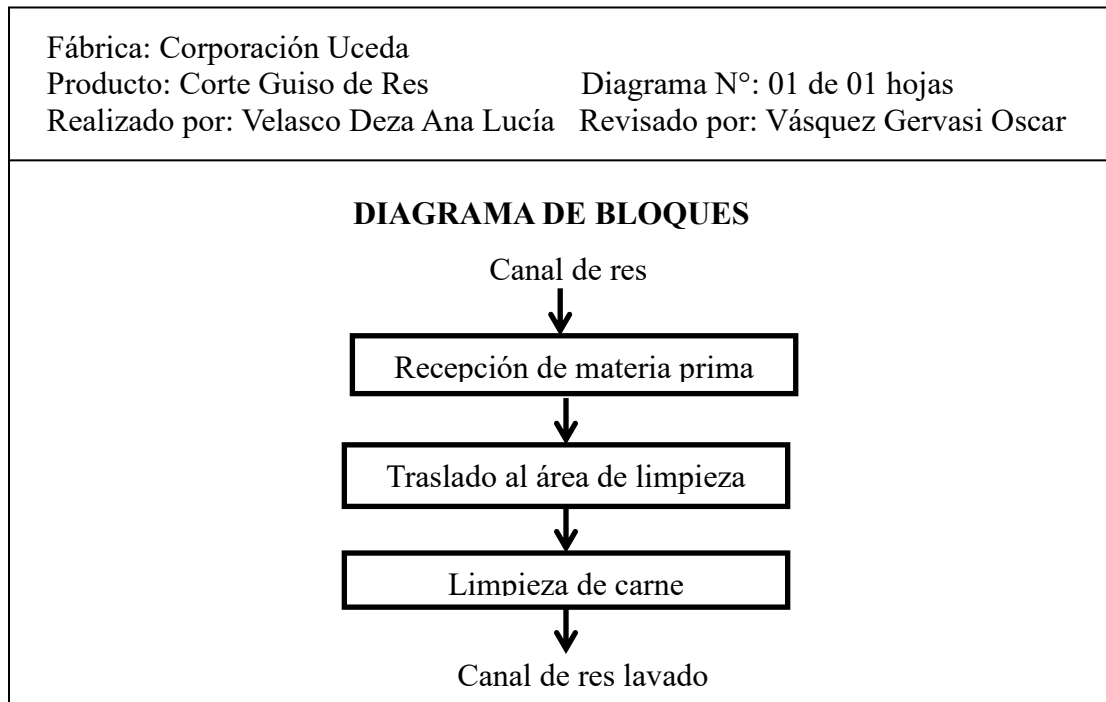 Fábrica: Corporación Uceda
Producto: Corte Guiso de Res Diagrama N°: 01 de 01 hojas
Realizado por: Velasco Deza Ana Lucía Revisado por: Vásquez Gervasi Oscar
DIAGRAMA DE BLOQUES
Canal de res
Recepción de materia prima
Traslado al área de limpieza
Limpieza de carne
Canal de res lavado